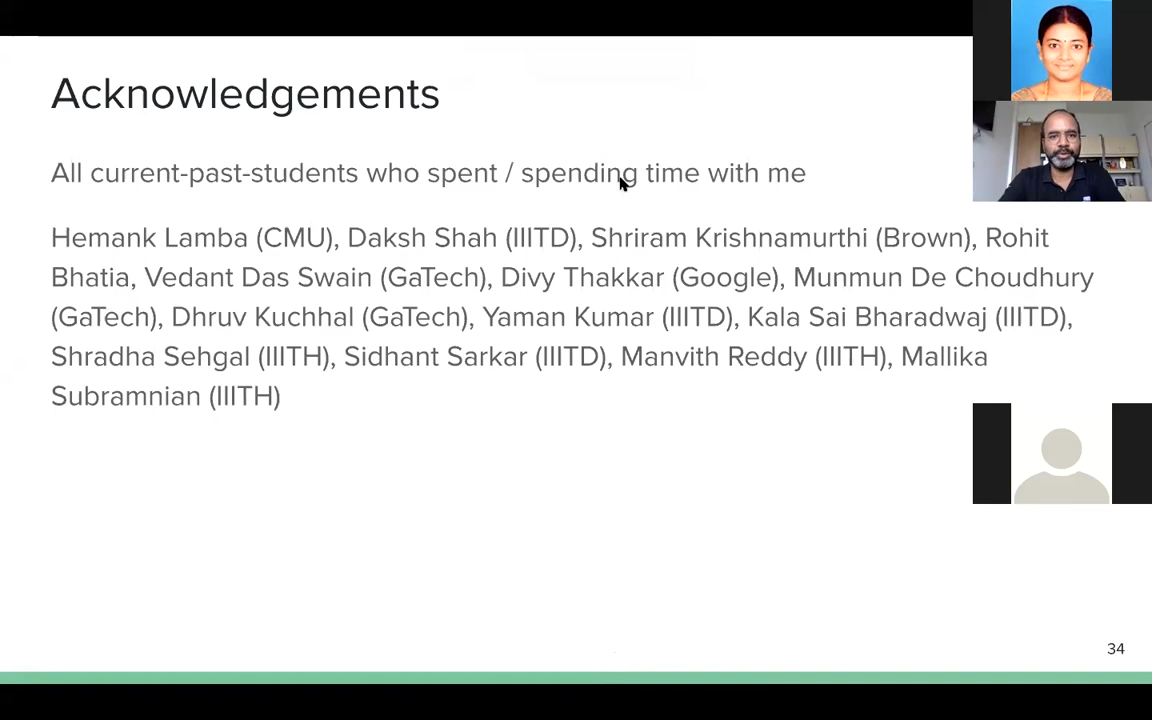 Acknowledgements
All current-past-students who spent / spending time with me
Hemank Lamba (CMU), Daksh Shah (IIITD), Shriram Krishnamurthi (Brown), Rohit
Bhatia, Vedant Das Swain (GaTech), Divy Thakkar (Google), Munmun De Choudhury
(GaTech), Dhruv Kuchhal (GaTech), Yaman Kumar (IIITD), Kala Sai Bharadwaj (IIITD),
Shradha Sehgal (IIITH), Sidhant Sarkar (IIITD), Manvith Reddy (IIITH), Mallika
Subramnian (IIITH)
34